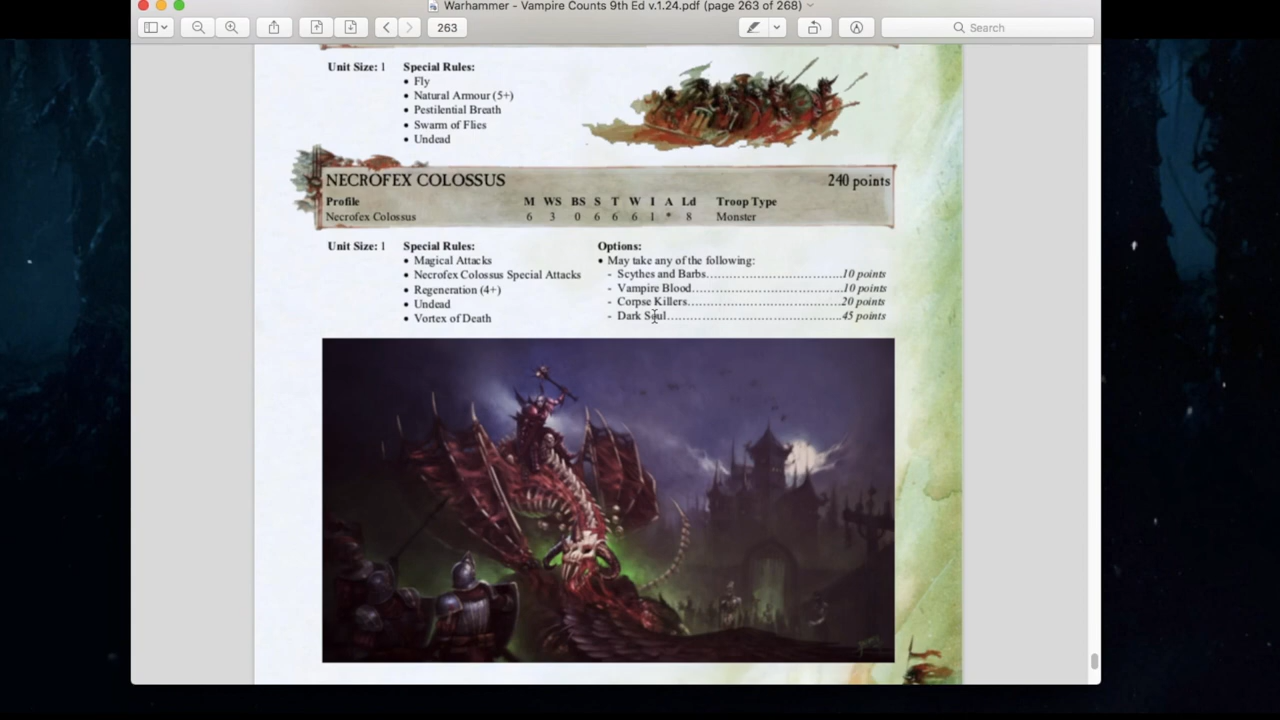 Warhammer - Vampire Counts 9th Ed v.1.24.pdf (page 263 of 268)
263
Search
Unit Size: 1 Special Rules:
• Fly
• Natural Armour (5+)
• Pestilential Breath
• Swarm of Flies
• Undead
NECROFEX COLOSSUS 240 points
Profile M WS BS S T W I A Ld Troop Type
Necrofex Colossus 6 3 0 6 6 6 1 * 8 Monster
Unit Size: 1 Special Rules:
• Magical Attacks
• Necrofex Colossus Special Attacks
• Regeneration (4+)
• Undead
• Vortex of Death
Options:
• May take any of the following:
- Scythes and Barbs 10 points
- Vampire Blood 10 points
- Corpse Killers 20 points
- Dark Soul 45 points